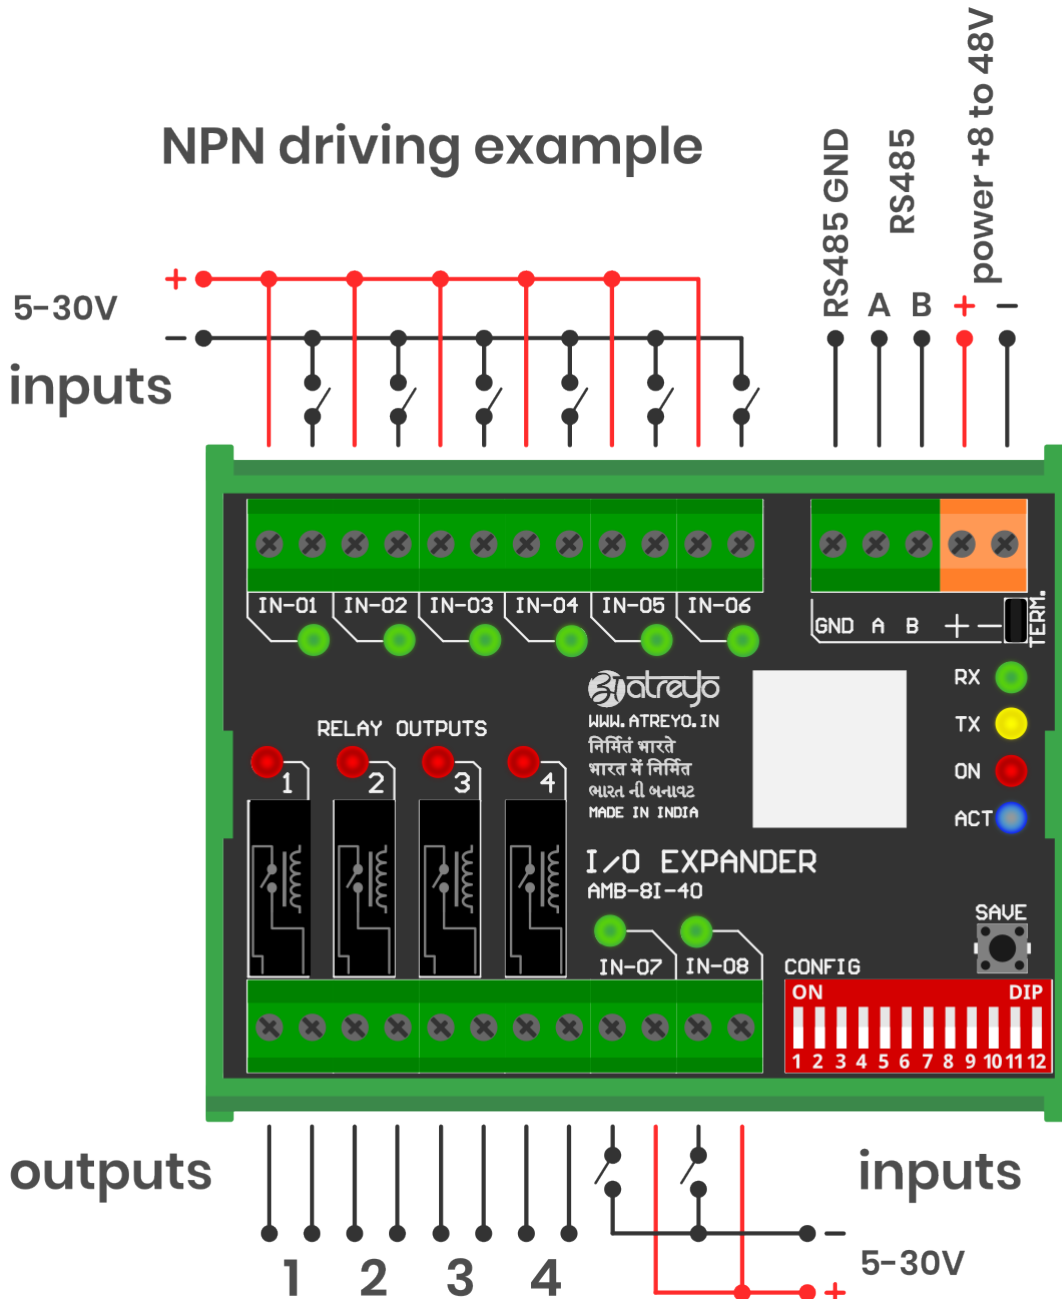 NPN driving example
RS485 GND
RS485
power +8 to 48V
A B + −
+
5-30V
−
inputs
IN-01 IN-02 IN-03 IN-04 IN-05 IN-06
GND A B + −
TERM.
RX
TX
ON
ACT
अatreyo
WWW.ATREYO.IN
निर्मितं भारते
भारत में निर्मित
ભારત ની બનાવટ
MADE IN INDIA
RELAY OUTPUTS
1 2 3 4
I/O EXPANDER
AMB-8I-4O
IN-07 IN-08
SAVE
CONFIG
ON DIP
1 2 3 4 5 6 7 8 9 10 11 12
outputs
1 2 3 4
inputs
−
5-30V
+